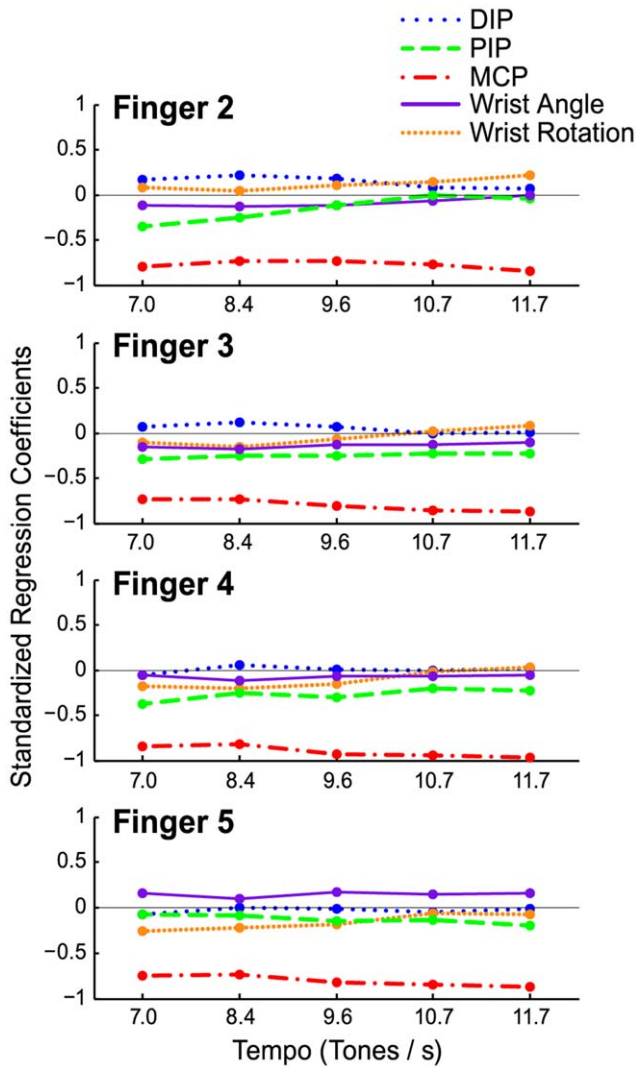 DIP
PIP
MCP
Wrist Angle
Wrist Rotation
Standardized Regression Coefficients
Finger 2
1
0.5
0
−0.5
−1
7.0 8.4 9.6 10.7 11.7
Finger 3
1
0.5
0
−0.5
−1
7.0 8.4 9.6 10.7 11.7
Finger 4
1
0.5
0
−0.5
−1
7.0 8.4 9.6 10.7 11.7
Finger 5
1
0.5
0
−0.5
−1
7.0 8.4 9.6 10.7 11.7
Tempo (Tones / s)